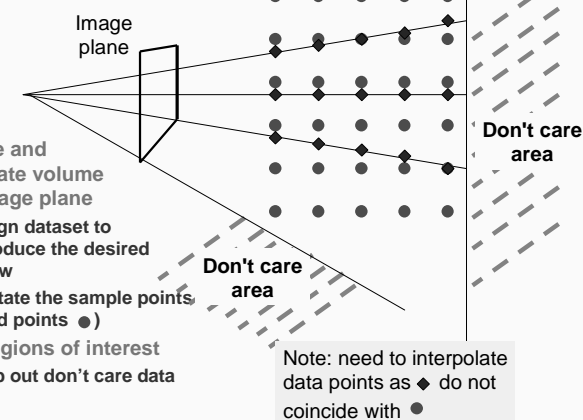 Image
plane
Don't care
area
e and
ate volume
age plane
gn dataset to
oduce the desired
w
tate the sample points
d points ●)
gions of interest
p out don't care data
Don't care
area
Note: need to interpolate
data points as ◆ do not
coincide with ●